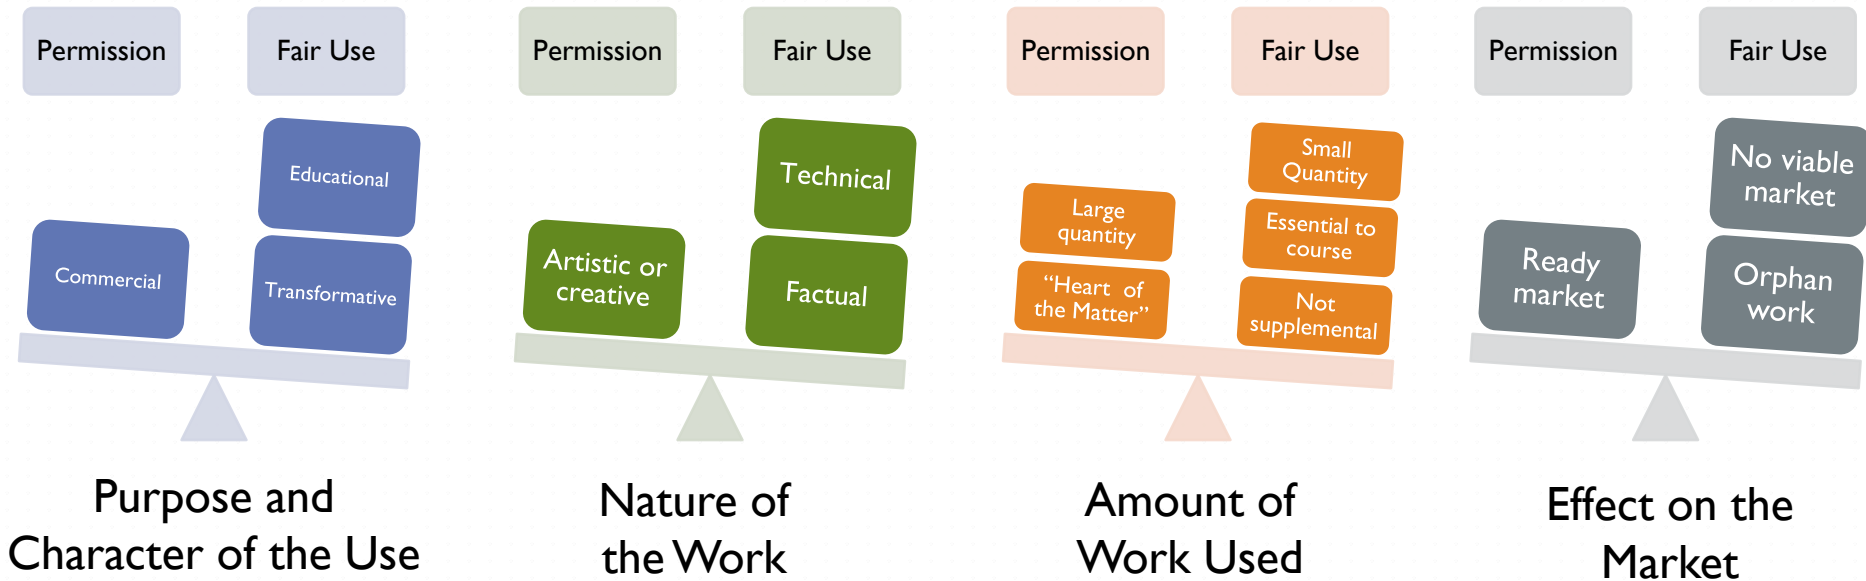 Permission
Fair Use
Educational
Commercial
Transformative
Purpose and
Character of the Use
Permission
Fair Use
Technical
Artistic or
creative
Factual
Nature of
the Work
Permission
Fair Use
Small
Quantity
Large
quantity
Essential to
course
“Heart of
the Matter”
Not
supplemental
Amount of
Work Used
Permission
Fair Use
No viable
market
Ready
market
Orphan
work
Effect on the
Market